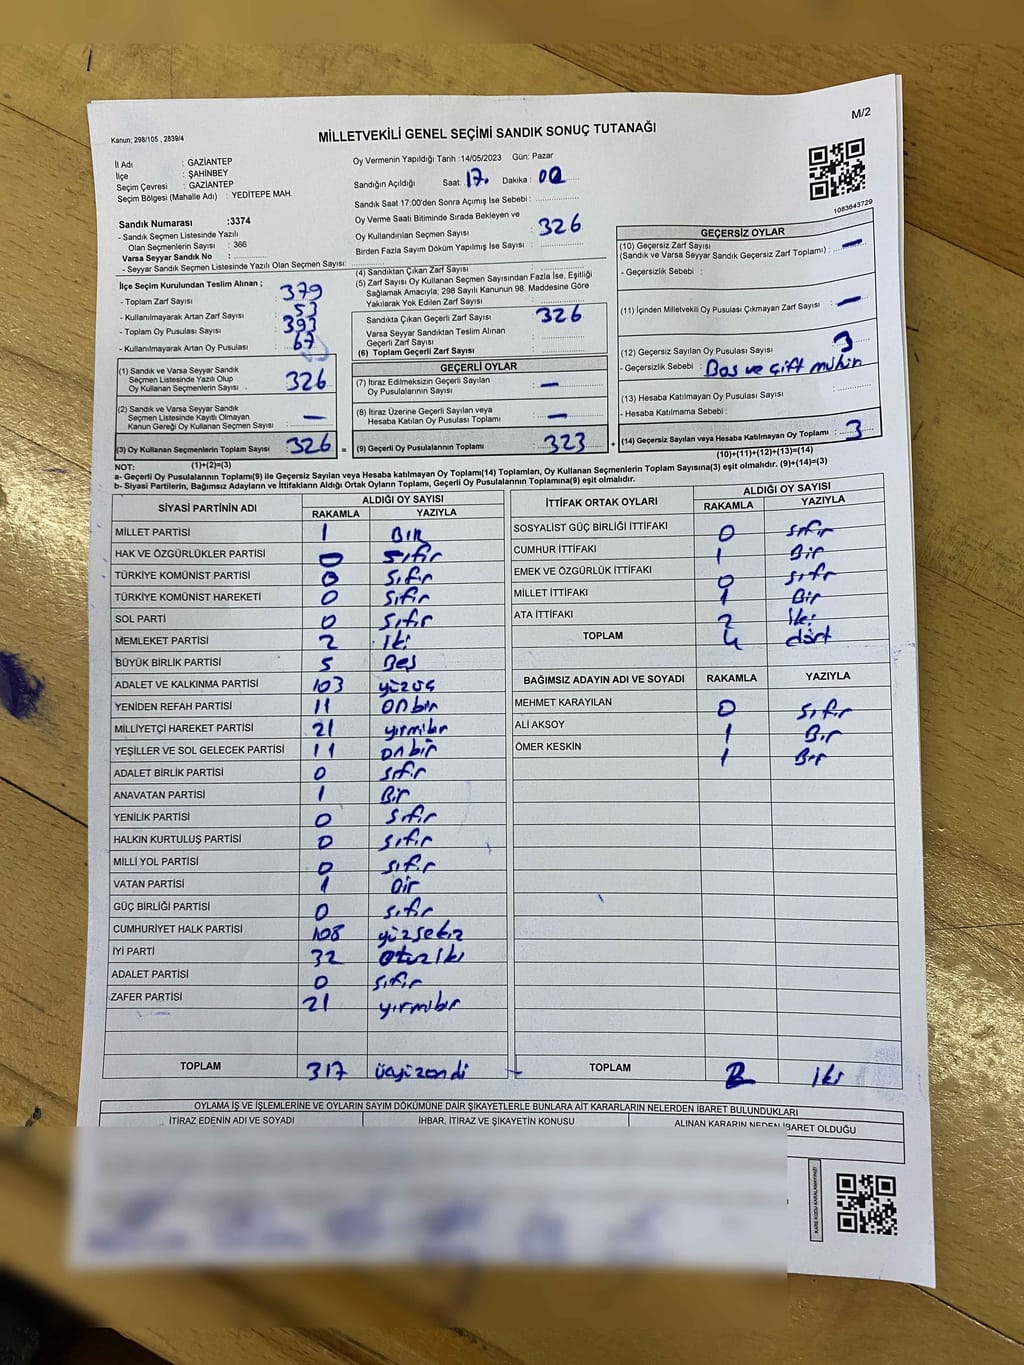 M/2
Kanun; 298/105 , 2839/4
MİLLETVEKİLİ GENEL SEÇİMİ SANDIK SONUÇ TUTANAĞI
İl Adı : GAZİANTEP
İlçe : ŞAHİNBEY
Seçim Çevresi : GAZİANTEP
Seçim Bölgesi (Mahalle Adı) : YEDİTEPE MAH.
Sandık Numarası :3374
- Sandık Seçmen Listesinde Yazılı
Olan Seçmenlerin Sayısı : 366
Varsa Seyyar Sandık No :
- Seyyar Sandık Seçmen Listesinde Yazılı Olan Seçmen Sayısı:
Oy Vermenin Yapıldığı Tarih :14/05/2023 Gün: Pazar
Sandığın Açıldığı Saat: 17. Dakika : 00
Sandık Saat 17:00'den Sonra Açımış İse Sebebi :
Oy Verme Saati Bitiminde Sırada Bekleyen ve
Oy Kullandırılan Seçmen Sayısı : 326
Birden Fazla Sayım Döküm Yapılmış İse Sayısı :
1083643729
İlçe Seçim Kurulundan Teslim Alınan ;
- Toplam Zarf Sayısı : 379
- Kullanılmayarak Artan Zarf Sayısı : 53
- Toplam Oy Pusulası Sayısı : 393
- Kullanılmayarak Artan Oy Pusulası : 67
(1) Sandık ve Varsa Seyyar Sandık
Seçmen Listesinde Yazılı Olup
Oy Kullanan Seçmenlerin Sayısı : 326
(2) Sandık ve Varsa Seyyar Sandık
Seçmen Listesinde Kayıtlı Olmayan
Kanun Gereği Oy Kullanan Seçmen Sayısı : —
(3) Oy Kullanan Seçmenlerin Toplam Sayısı : 326 =
(4) Sandıktan Çıkan Zarf Sayısı :
(5) Zarf Sayısı Oy Kullanan Seçmen Sayısından Fazla İse, Eşitliği
Sağlamak Amacıyla; 298 Sayılı Kanunun 98. Maddesine Göre
Yakılarak Yok Edilen Zarf Sayısı :
Sandıkta Çıkan Geçerli Zarf Sayısı : 326
Varsa Seyyar Sandıktan Teslim Alınan
Geçerli Zarf Sayısı :
(6) Toplam Geçerli Zarf Sayısı :
GEÇERLİ OYLAR
(7) İtiraz Edilmeksizin Geçerli Sayılan
Oy Pusulalarının Sayısı : —
(8) İtiraz Üzerine Geçerli Sayılan veya
Hesaba Katılan Oy Pusulası Toplamı : —
(9) Geçerli Oy Pusulalarının Toplamı : 323 +
GEÇERSİZ OYLAR
(10) Geçersiz Zarf Sayısı
(Sandık ve Varsa Seyyar Sandık Geçersiz Zarf Toplamı) : —
- Geçersizlik Sebebi :
(11) İçinden Milletvekili Oy Pusulası Çıkmayan Zarf Sayısı : —
(12) Geçersiz Sayılan Oy Pusulası Sayısı : 3
- Geçersizlik Sebebi : Boş ve çift mühür
(13) Hesaba Katılmayan Oy Pusulası Sayısı :
- Hesaba Katılmama Sebebi :
(14) Geçersiz Sayılan veya Hesaba Katılmayan Oy Toplamı : 3
NOT: (1)+(2)=(3)
(10)+(11)+(12)+(13)=(14)
a- Geçerli Oy Pusulalarının Toplamı(9) ile Geçersiz Sayılan veya Hesaba katılmayan Oy Toplamı(14) Toplamları, Oy Kullanan Seçmenlerin Toplam Sayısına(3) eşit olmalıdır. (9)+(14)=(3)
b- Siyasi Partilerin, Bağımsız Adayların ve İttifakların Aldığı Ortak Oyların Toplamı, Geçerli Oy Pusulalarının Toplamına(9) eşit olmalıdır.
SİYASİ PARTİNİN ADI ALDIĞI OY SAYISI
RAKAMLA YAZIYLA
MİLLET PARTİSİ 1 Bir
HAK VE ÖZGÜRLÜKLER PARTİSİ 0 sıfır
TÜRKİYE KOMÜNİST PARTİSİ 0 sıfır
TÜRKİYE KOMÜNİST HAREKETİ 0 sıfır
SOL PARTİ 0 sıfır
MEMLEKET PARTİSİ 2 iki
BÜYÜK BİRLİK PARTİSİ 5 Beş
ADALET VE KALKINMA PARTİSİ 103 yüzüç
YENİDEN REFAH PARTİSİ 11 onbir
MİLLİYETÇİ HAREKET PARTİSİ 21 yirmibir
YEŞİLLER VE SOL GELECEK PARTİSİ 11 onbir
ADALET BİRLİK PARTİSİ 0 sıfır
ANAVATAN PARTİSİ 1 Bir
YENİLİK PARTİSİ 0 sıfır
HALKIN KURTULUŞ PARTİSİ 0 sıfır
MİLLİ YOL PARTİSİ 0 sıfır
VATAN PARTİSİ 1 Bir
GÜÇ BİRLİĞİ PARTİSİ 0 sıfır
CUMHURİYET HALK PARTİSİ 108 yüzsekiz
İYİ PARTİ 32 otuziki
ADALET PARTİSİ 0 sıfır
ZAFER PARTİSİ 21 yirmibir
TOPLAM 317 üçyüzondi
İTTİFAK ORTAK OYLARI ALDIĞI OY SAYISI
RAKAMLA YAZIYLA
SOSYALİST GÜÇ BİRLİĞİ İTTİFAKI 0 sıfır
CUMHUR İTTİFAKI 1 Bir
EMEK VE ÖZGÜRLÜK İTTİFAKI 0 sıfır
MİLLET İTTİFAKI 1 Bir
ATA İTTİFAKI 2 iki
TOPLAM 4 dört
BAĞIMSIZ ADAYIN ADI VE SOYADI RAKAMLA YAZIYLA
MEHMET KARAYILAN 0 sıfır
ALİ AKSOY 1 Bir
ÖMER KESKİN 1 Bir
TOPLAM 2 iki
OYLAMA İŞ VE İŞLEMLERİNE VE OYLARIN SAYIM DÖKÜMÜNE DAİR ŞİKAYETLERLE BUNLARA AİT KARARLARIN NELERDEN İBARET BULUNDUKLARI
İTİRAZ EDENİN ADI VE SOYADI İHBAR, İTİRAZ VE ŞİKAYETİN KONUSU ALINAN KARARIN NEDEN İBARET OLDUĞU
KARE KODU KARALAMAYINIZ!